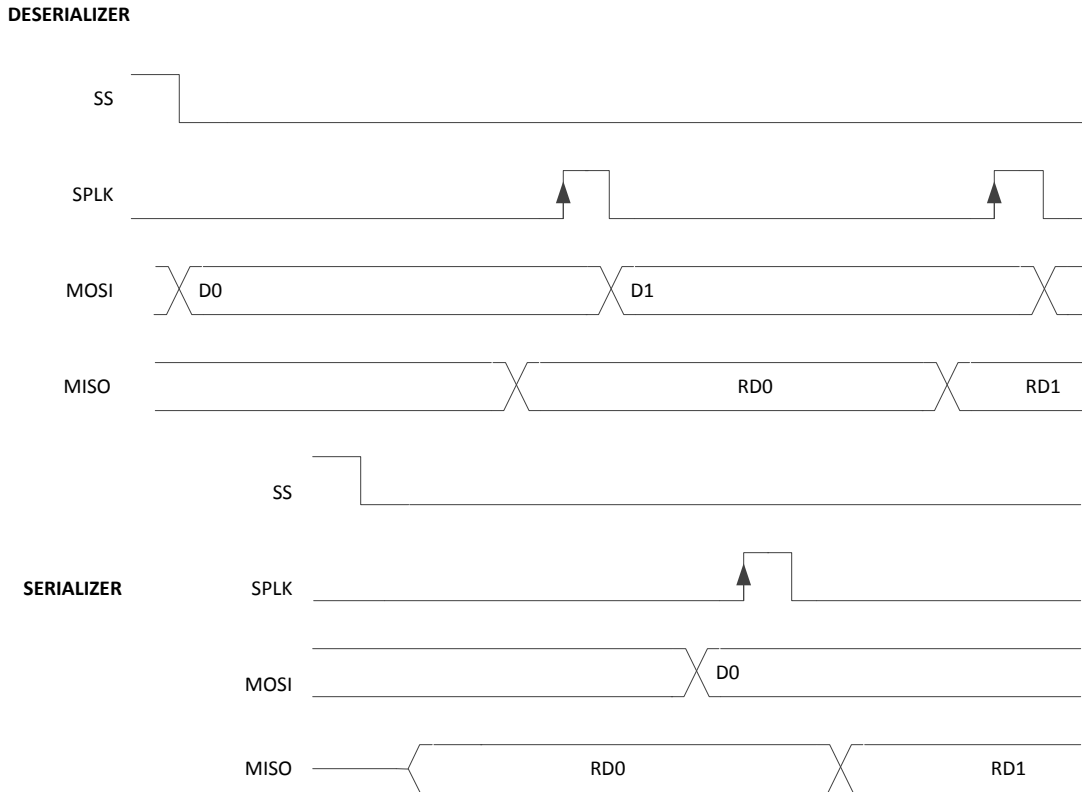 DESERIALIZER
SS
SPLK
MOSI D0 D1
MISO RD0 RD1
SS
SERIALIZER SPLK
MOSI D0
MISO RD0 RD1